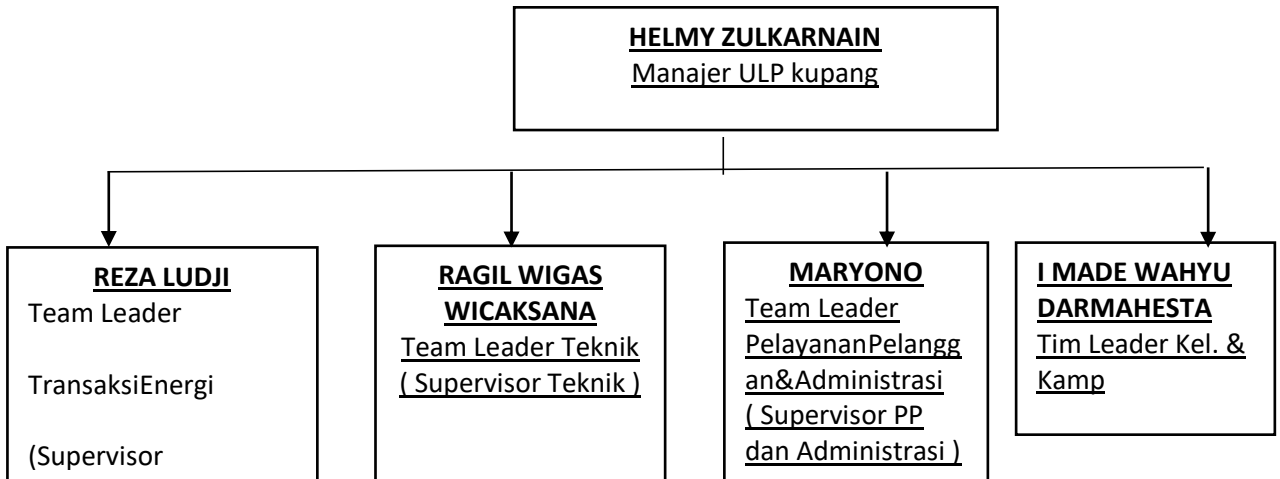 HELMY ZULKARNAIN
Manajer ULP kupang
REZA LUDJI
Team Leader
TransaksiEnergi
(Supervisor
RAGIL WIGAS
WICAKSANA
Team Leader Teknik
( Supervisor Teknik )
MARYONO
Team Leader
PelayananPelangg
an&Administrasi
( Supervisor PP
dan Administrasi )
I MADE WAHYU
DARMAHESTA
Tim Leader Kel. &
Kamp